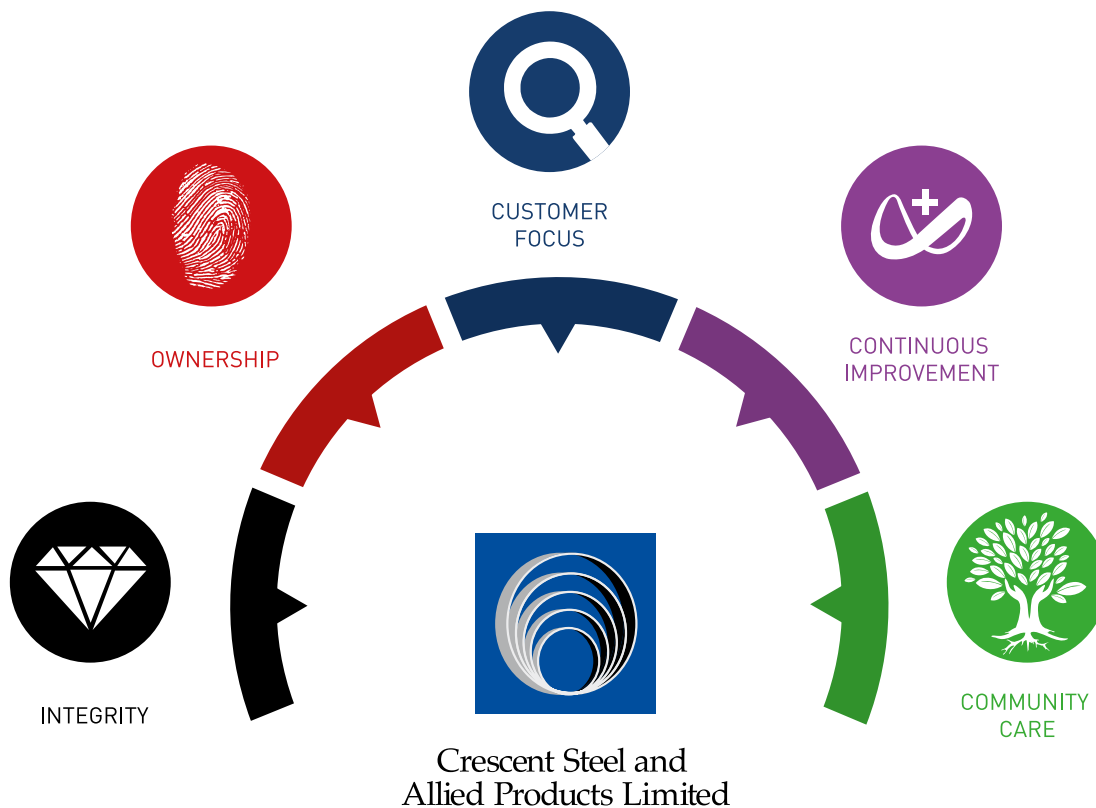 CUSTOMER
FOCUS
OWNERSHIP
CONTINUOUS
IMPROVEMENT
INTEGRITY
COMMUNITY
CARE
Crescent Steel and
Allied Products Limited